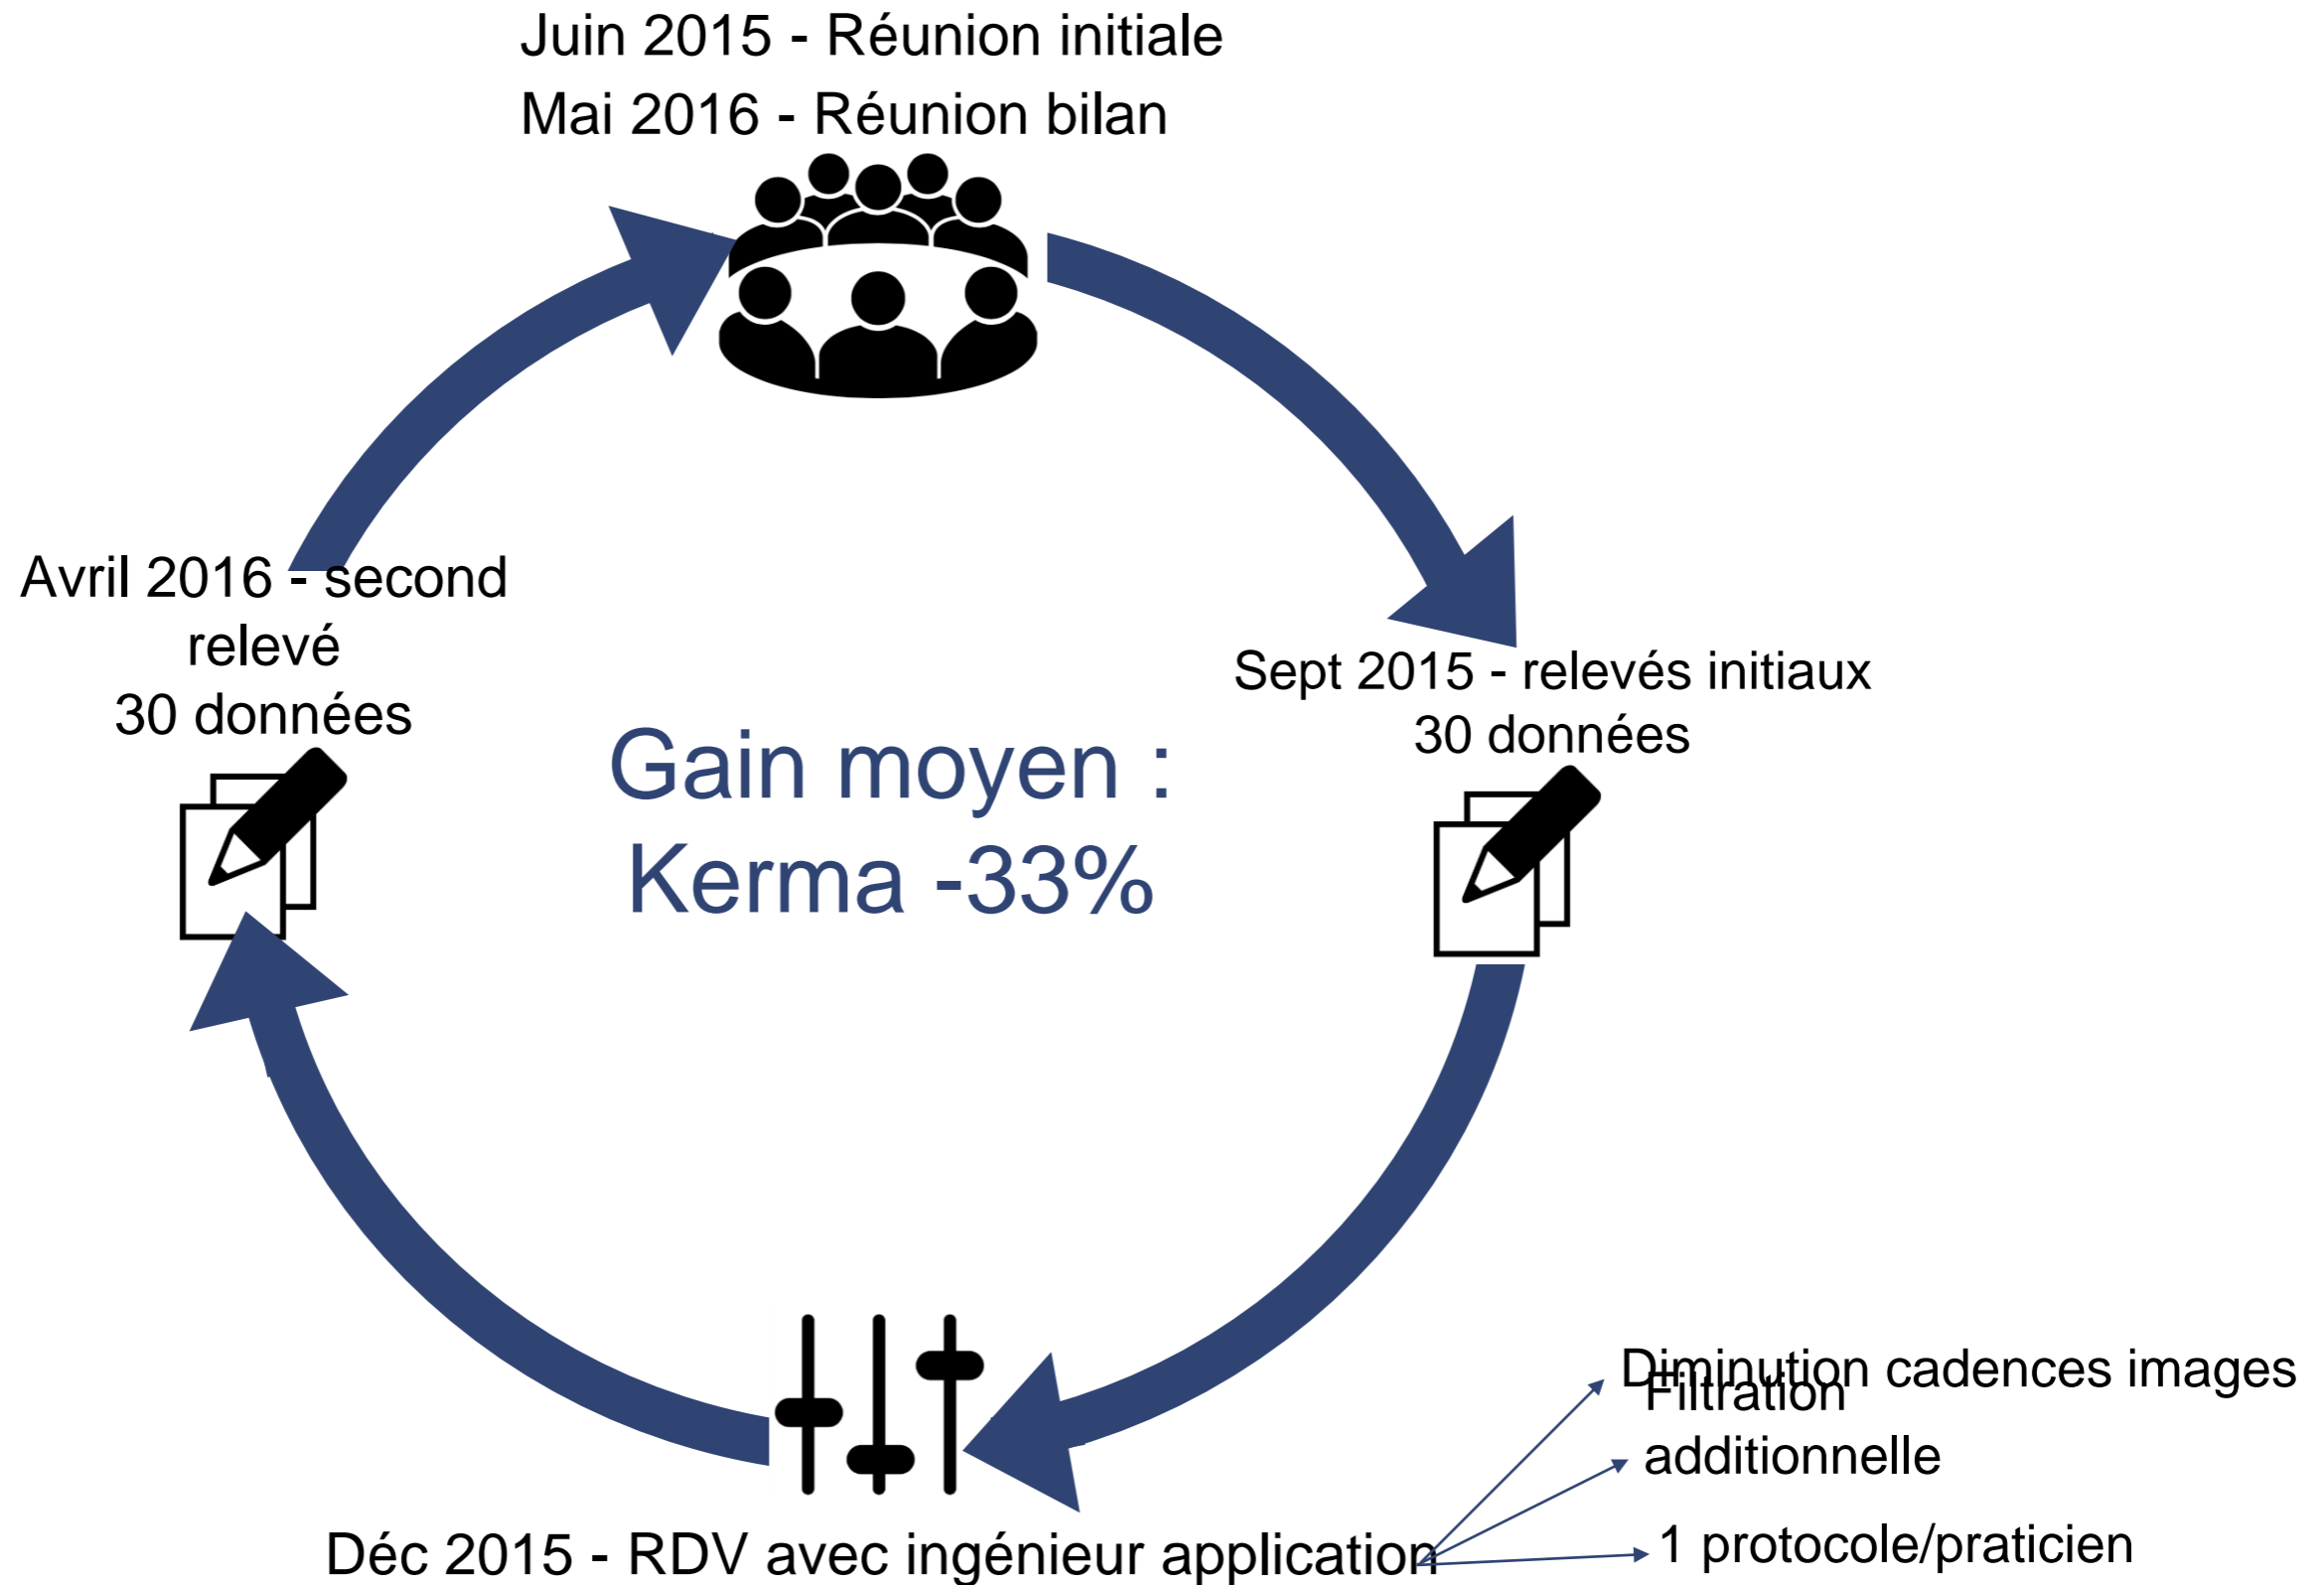 Juin 2015 - Réunion initiale
Mai 2016 - Réunion bilan
Avril 2016 - second
relevé
30 données
Sept 2015 - relevés initiaux
30 données
Gain moyen :
Kerma -33%
Déc 2015 - RDV avec ingénieur application
Diminution cadences images
Filtration
additionnelle
1 protocole/praticien